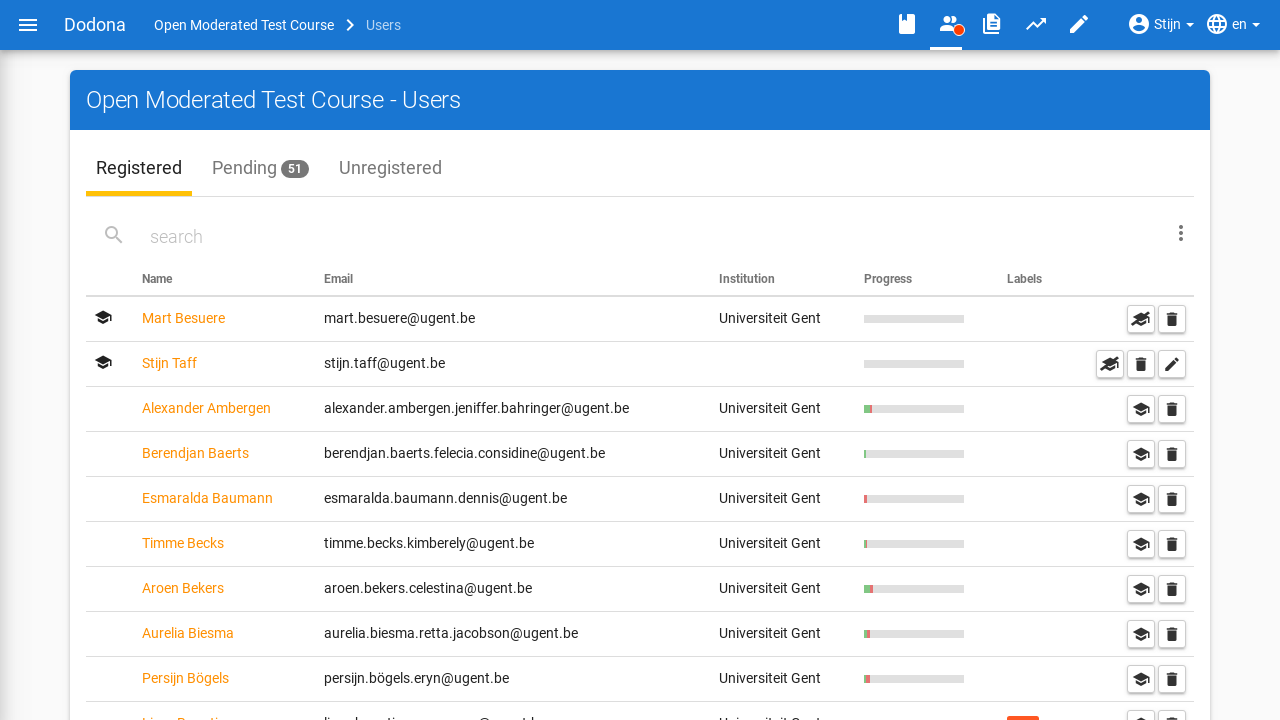 Dodona Open Moderated Test Course Users Stijn en
Open Moderated Test Course - Users
Registered Pending 51 Unregistered
search
Name Email Institution Progress Labels
Mart Besuere mart.besuere@ugent.be Universiteit Gent
Stijn Taff stijn.taff@ugent.be
Alexander Ambergen alexander.ambergen.jeniffer.bahringer@ugent.be Universiteit Gent
Berendjan Baerts berendjan.baerts.felecia.considine@ugent.be Universiteit Gent
Esmaralda Baumann esmaralda.baumann.dennis@ugent.be Universiteit Gent
Timme Becks timme.becks.kimberely@ugent.be Universiteit Gent
Aroen Bekers aroen.bekers.celestina@ugent.be Universiteit Gent
Aurelia Biesma aurelia.biesma.retta.jacobson@ugent.be Universiteit Gent
Persijn Bögels persijn.bögels.eryn@ugent.be Universiteit Gent